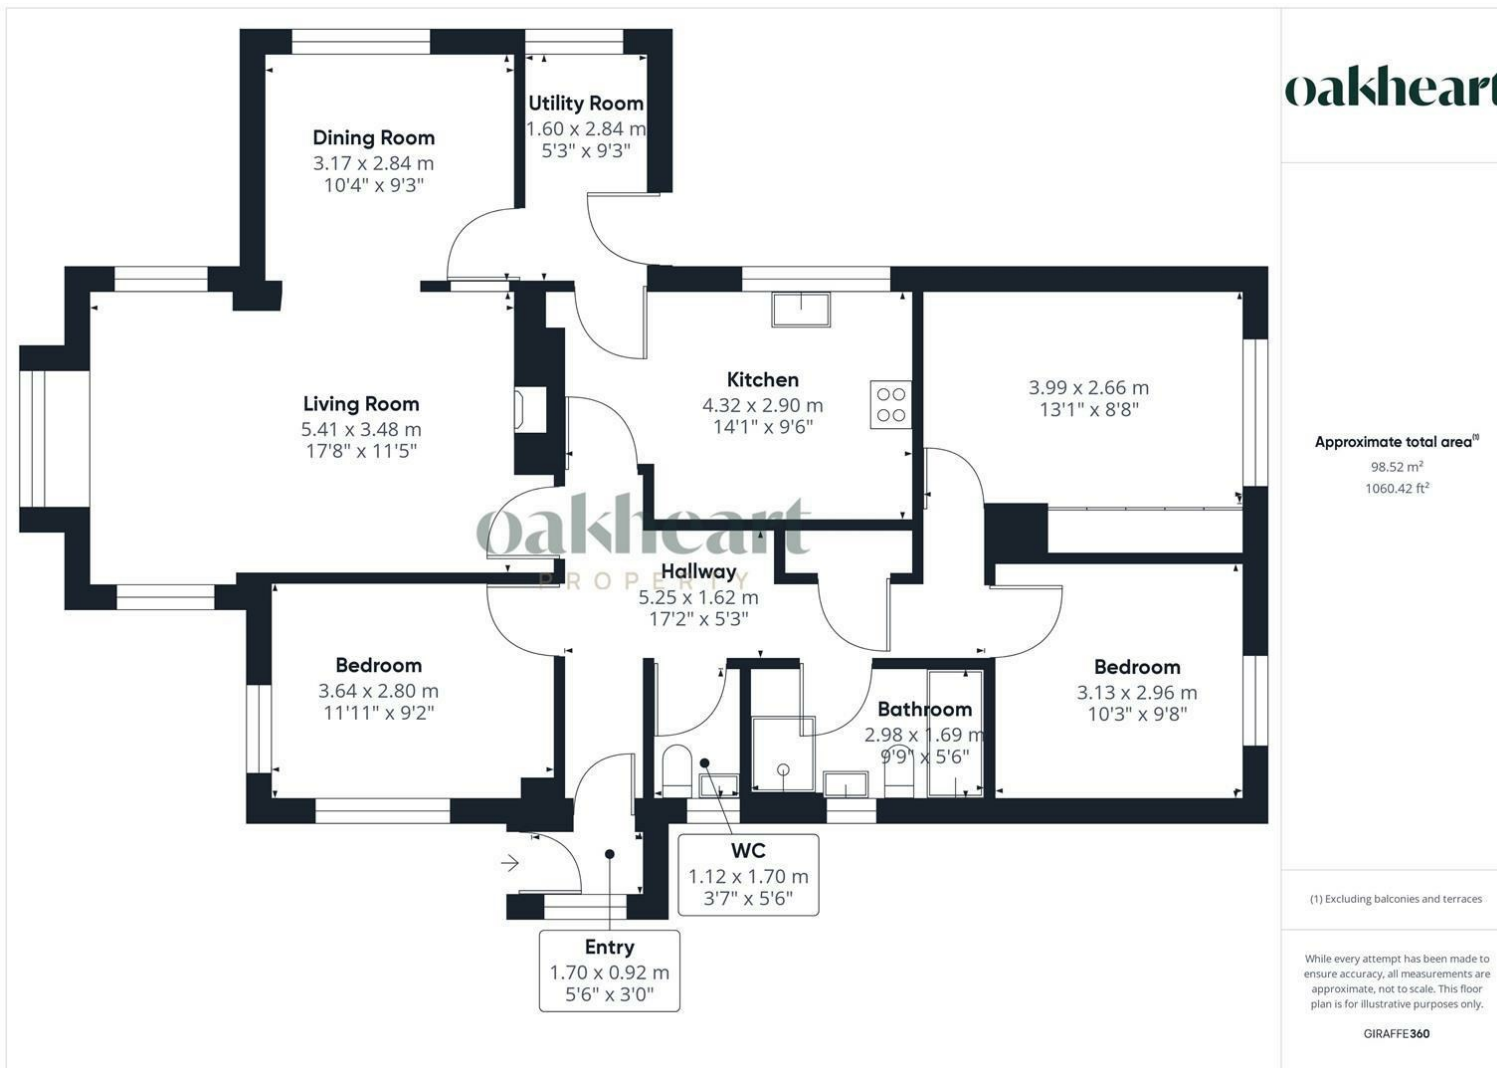 Dining Room
3.17 x 2.84 m
10'4" x 9'3"
Utility Room
1.60 x 2.84 m
5'3" x 9'3"
Living Room
5.41 x 3.48 m
17'8" x 11'5"
Kitchen
4.32 x 2.90 m
14'1" x 9'6"
3.99 x 2.66 m
13'1" x 8'8"
oakheart
PROPERTY
Hallway
5.25 x 1.62 m
17'2" x 5'3"
Bedroom
3.64 x 2.80 m
11'11" x 9'2"
Bathroom
2.98 x 1.69 m
9'9" x 5'6"
Bedroom
3.13 x 2.96 m
10'3" x 9'8"
WC
1.12 x 1.70 m
3'7" x 5'6"
Entry
1.70 x 0.92 m
5'6" x 3'0"
oakheart
Approximate total area(1)
98.52 m²
1060.42 ft²
(1) Excluding balconies and terraces
While every attempt has been made to
ensure accuracy, all measurements are
approximate, not to scale. This floor
plan is for illustrative purposes only.
GIRAFFE360